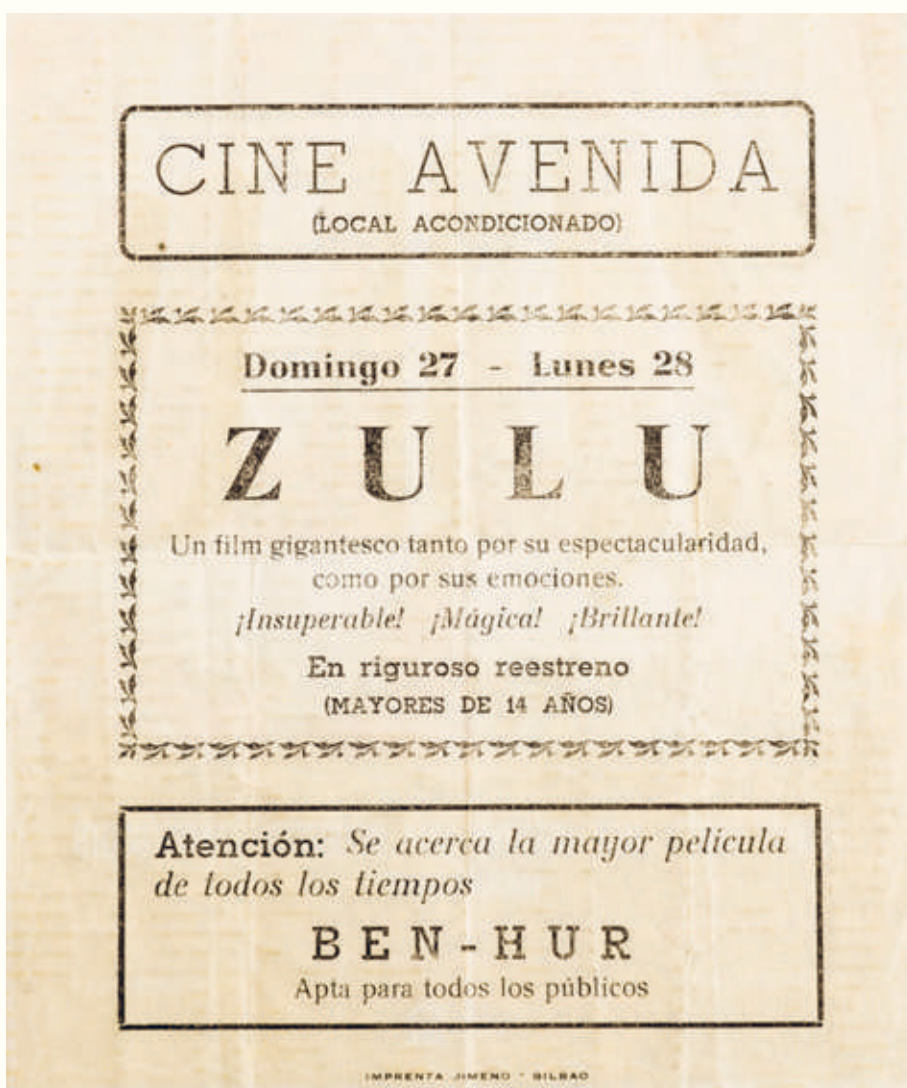 CINE AVENIDA
(LOCAL ACONDICIONADO)
Domingo 27 - Lunes 28
ZULU
Un film gigantesco tanto por su espectacularidad,
como por sus emociones.
¡Insuperable! ¡Mágica! ¡Brillante!
En riguroso reestreno
(MAYORES DE 14 AÑOS)
Atención: Se acerca la mayor película
de todos los tiempos
BEN-HUR
Apta para todos los públicos
IMPRENTA JIMENO - BILBAO